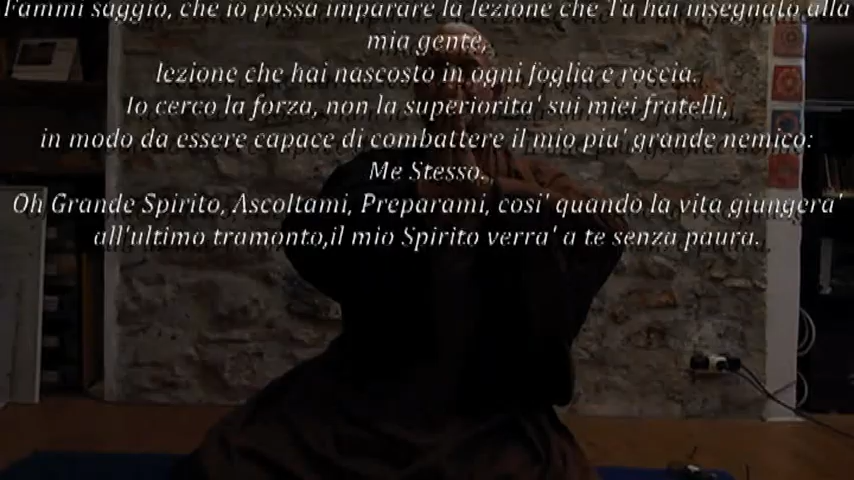 Fammi saggio, che io possa imparare la lezione che Tu hai insegnato alla
mia gente,
lezione che hai nascosto in ogni foglia e roccia.
Io cerco la forza, non la superiorita' sui miei fratelli,
in modo da essere capace di combattere il mio piu' grande nemico:
Me Stesso.
Oh Grande Spirito, Ascoltami, Preparami, cosi' quando la vita giungera'
all'ultimo tramonto,il mio Spirito verra' a te senza paura.